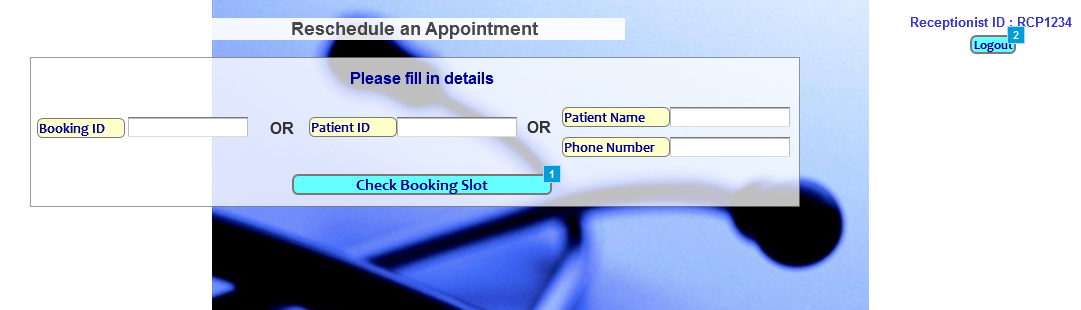 Reschedule an Appointment
Receptionist ID : RCP1234
2
Logout
Please fill in details
Booking ID
OR
Patient ID
OR
Patient Name
Phone Number
1
Check Booking Slot